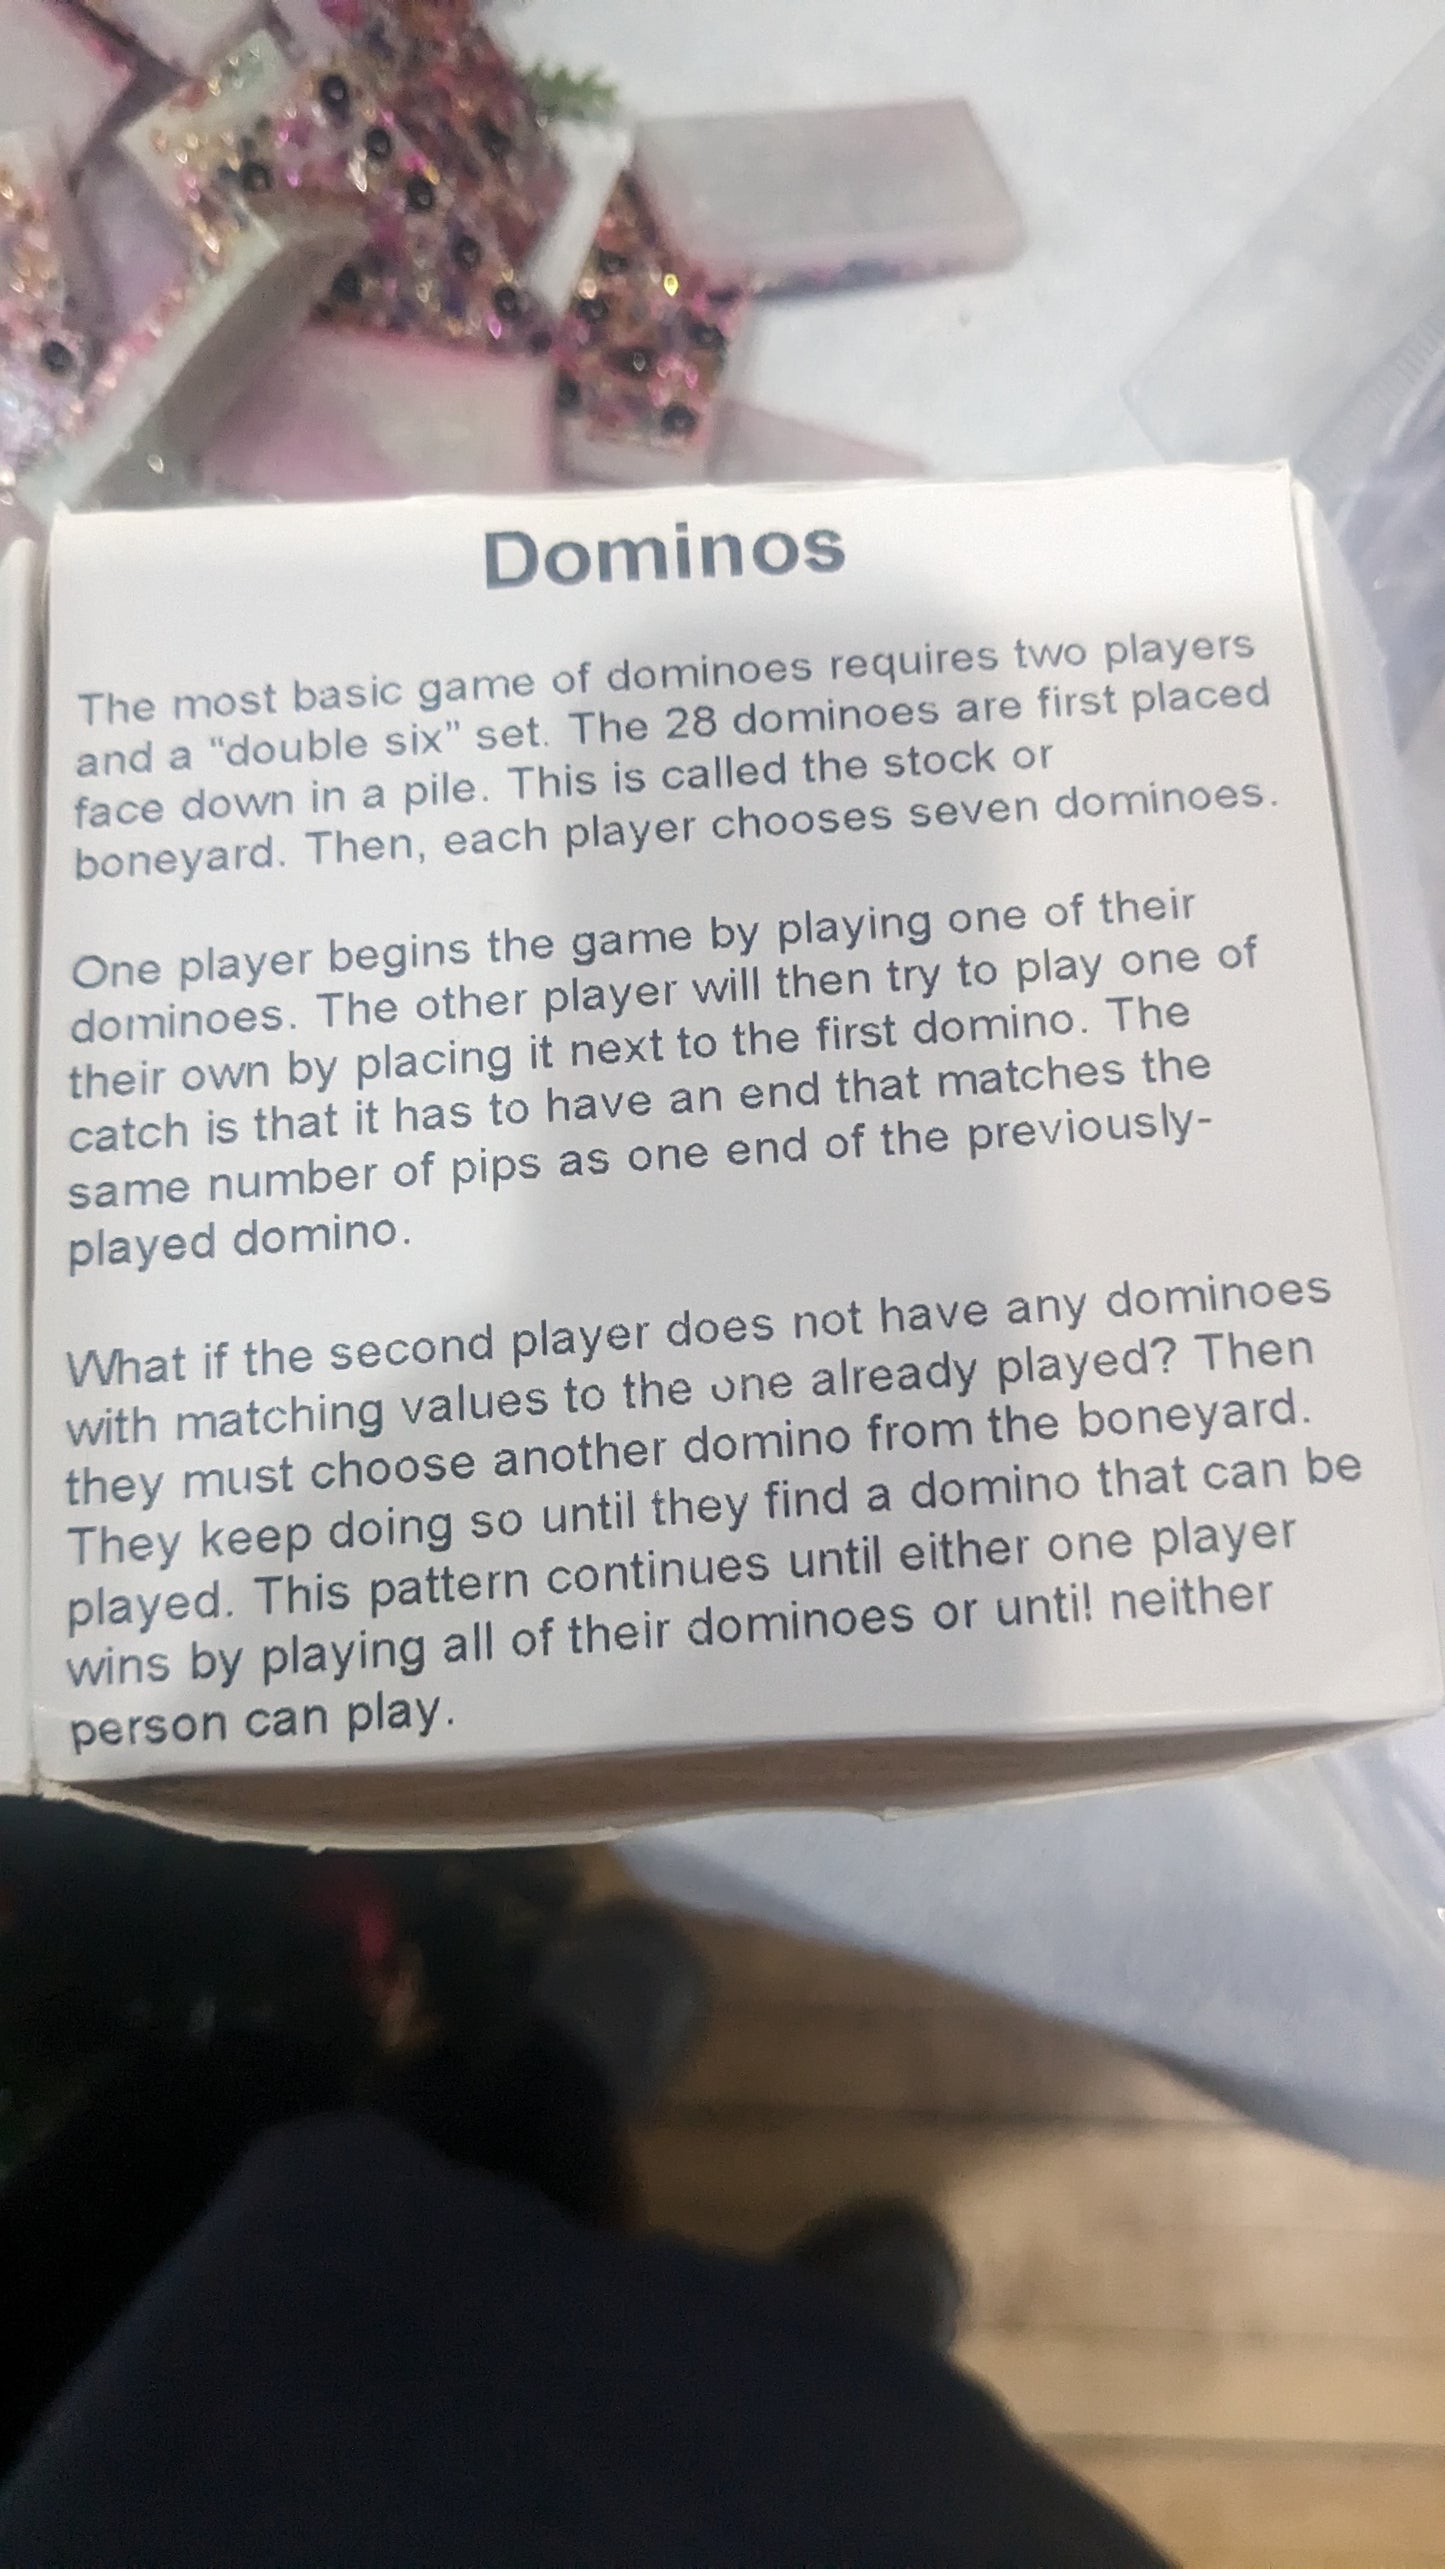 Dominos
The most basic game of dominoes requires two players
and a “double six” set. The 28 dominoes are first placed
face down in a pile. This is called the stock or
boneyard. Then, each player chooses seven dominoes.
One player begins the game by playing one of their
dominoes. The other player will then try to play one of
their own by placing it next to the first domino. The
catch is that it has to have an end that matches the
same number of pips as one end of the previously-
played domino.
What if the second player does not have any dominoes
with matching values to the one already played? Then
they must choose another domino from the boneyard.
They keep doing so until they find a domino that can be
played. This pattern continues until either one player
wins by playing all of their dominoes or until neither
person can play.